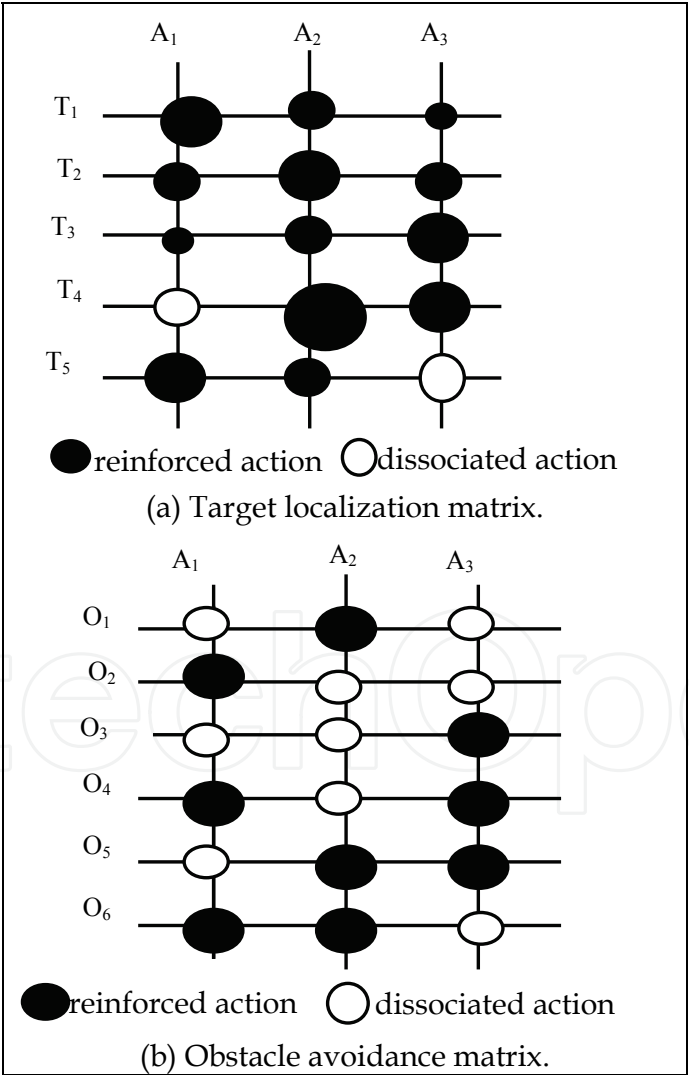 A1 A2 A3
T1
T2
T3
T4
T5
reinforced action dissociated action
(a) Target localization matrix.
A1 A2 A3
O1
O2
O3
O4
O5
O6
reinforced action dissociated action
(b) Obstacle avoidance matrix.